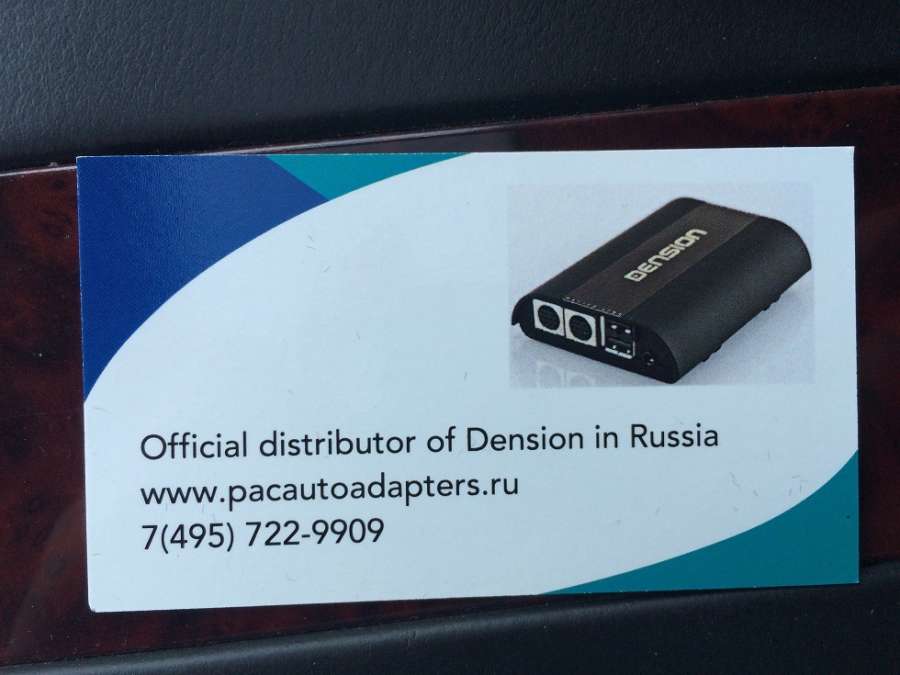 DENSION
Official distributor of Dension in Russia
www.pacautoadapters.ru
7(495) 722-9909